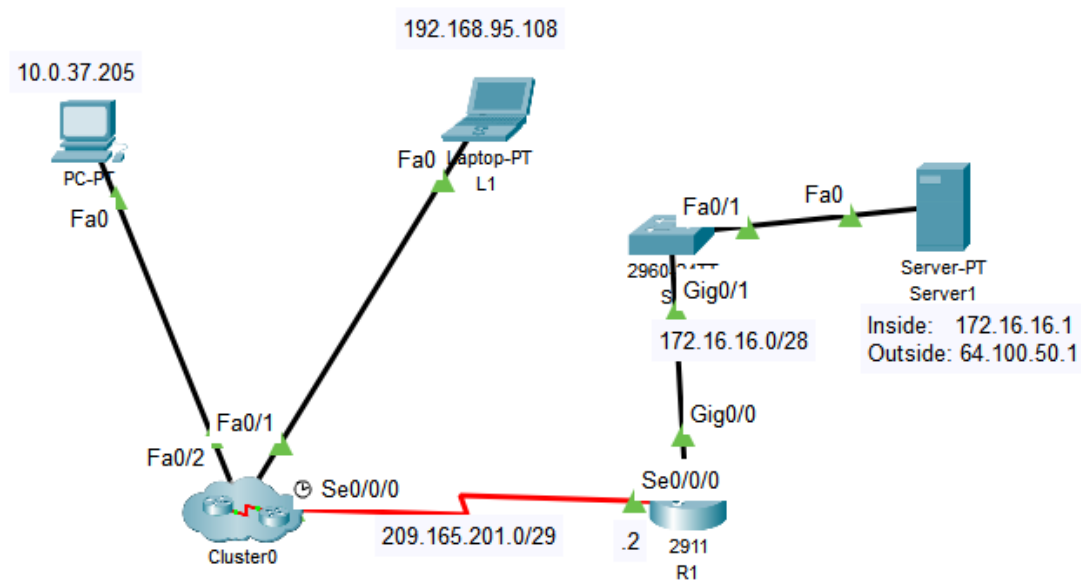 192.168.95.108
10.0.37.205
Fa0
Laptop-PT
L1
PC-PT
Fa0
Fa0/1
Fa0
Server-PT
Server1
Gig0/1
Inside: 172.16.16.1
Outside: 64.100.50.1
172.16.16.0/28
Gig0/0
Fa0/1
Fa0/2
Se0/0/0
Se0/0/0
209.165.201.0/29
.2
2911
R1
Cluster0